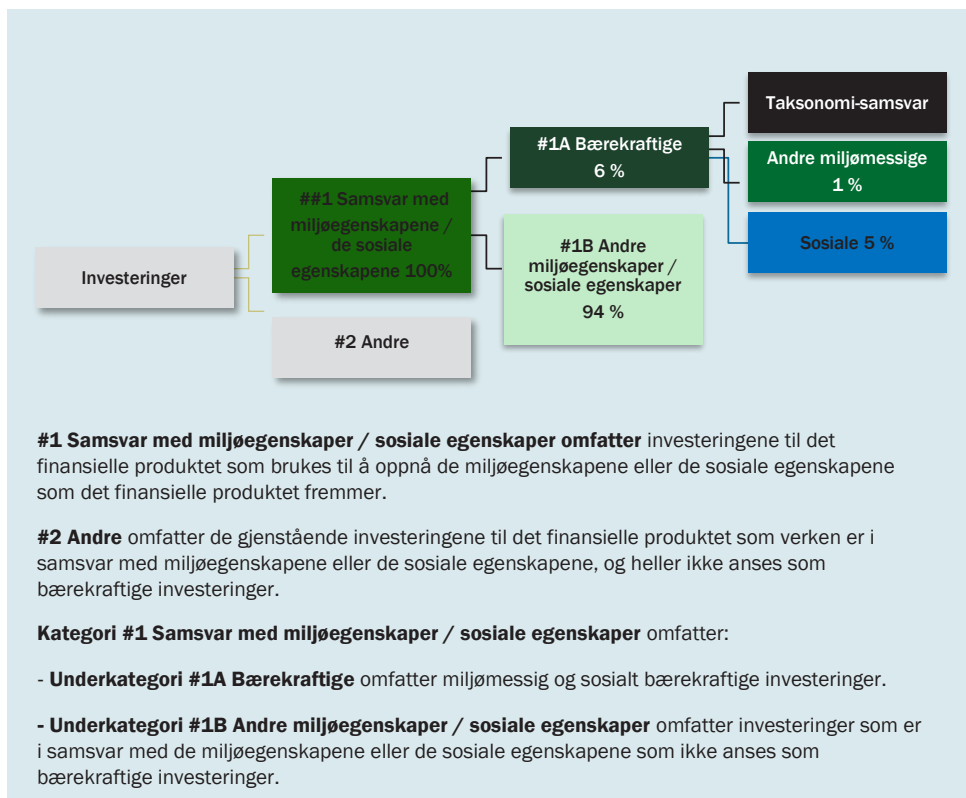 Investeringer
##1 Samsvar med
miljøegenskapene /
de sosiale
egenskapene 100%
#2 Andre
#1A Bærekraftige
6 %
#1B Andre
miljøegenskaper /
sosiale egenskaper
94 %
Taksonomi-samsvar
Andre miljømessige
1 %
Sosiale 5 %
#1 Samsvar med miljøegenskaper / sosiale egenskaper omfatter investeringene til det
finansielle produktet som brukes til å oppnå de miljøegenskapene eller de sosiale egenskapene
som det finansielle produktet fremmer.
#2 Andre omfatter de gjenstående investeringene til det finansielle produktet som verken er i
samsvar med miljøegenskapene eller de sosiale egenskapene, og heller ikke anses som
bærekraftige investeringer.
Kategori #1 Samsvar med miljøegenskaper / sosiale egenskaper omfatter:
- Underkategori #1A Bærekraftige omfatter miljømessig og sosialt bærekraftige investeringer.
- Underkategori #1B Andre miljøegenskaper / sosiale egenskaper omfatter investeringer som er
i samsvar med de miljøegenskapene eller de sosiale egenskapene som ikke anses som
bærekraftige investeringer.